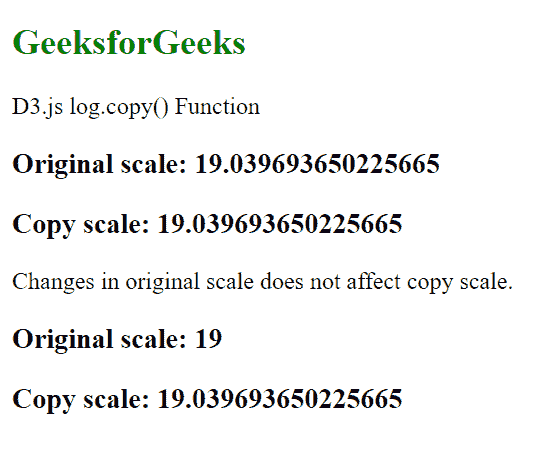 GeeksforGeeks
D3.js log.copy() Function
Original scale: 19.039693650225665
Copy scale: 19.039693650225665
Changes in original scale does not affect copy scale.
Original scale: 19
Copy scale: 19.039693650225665